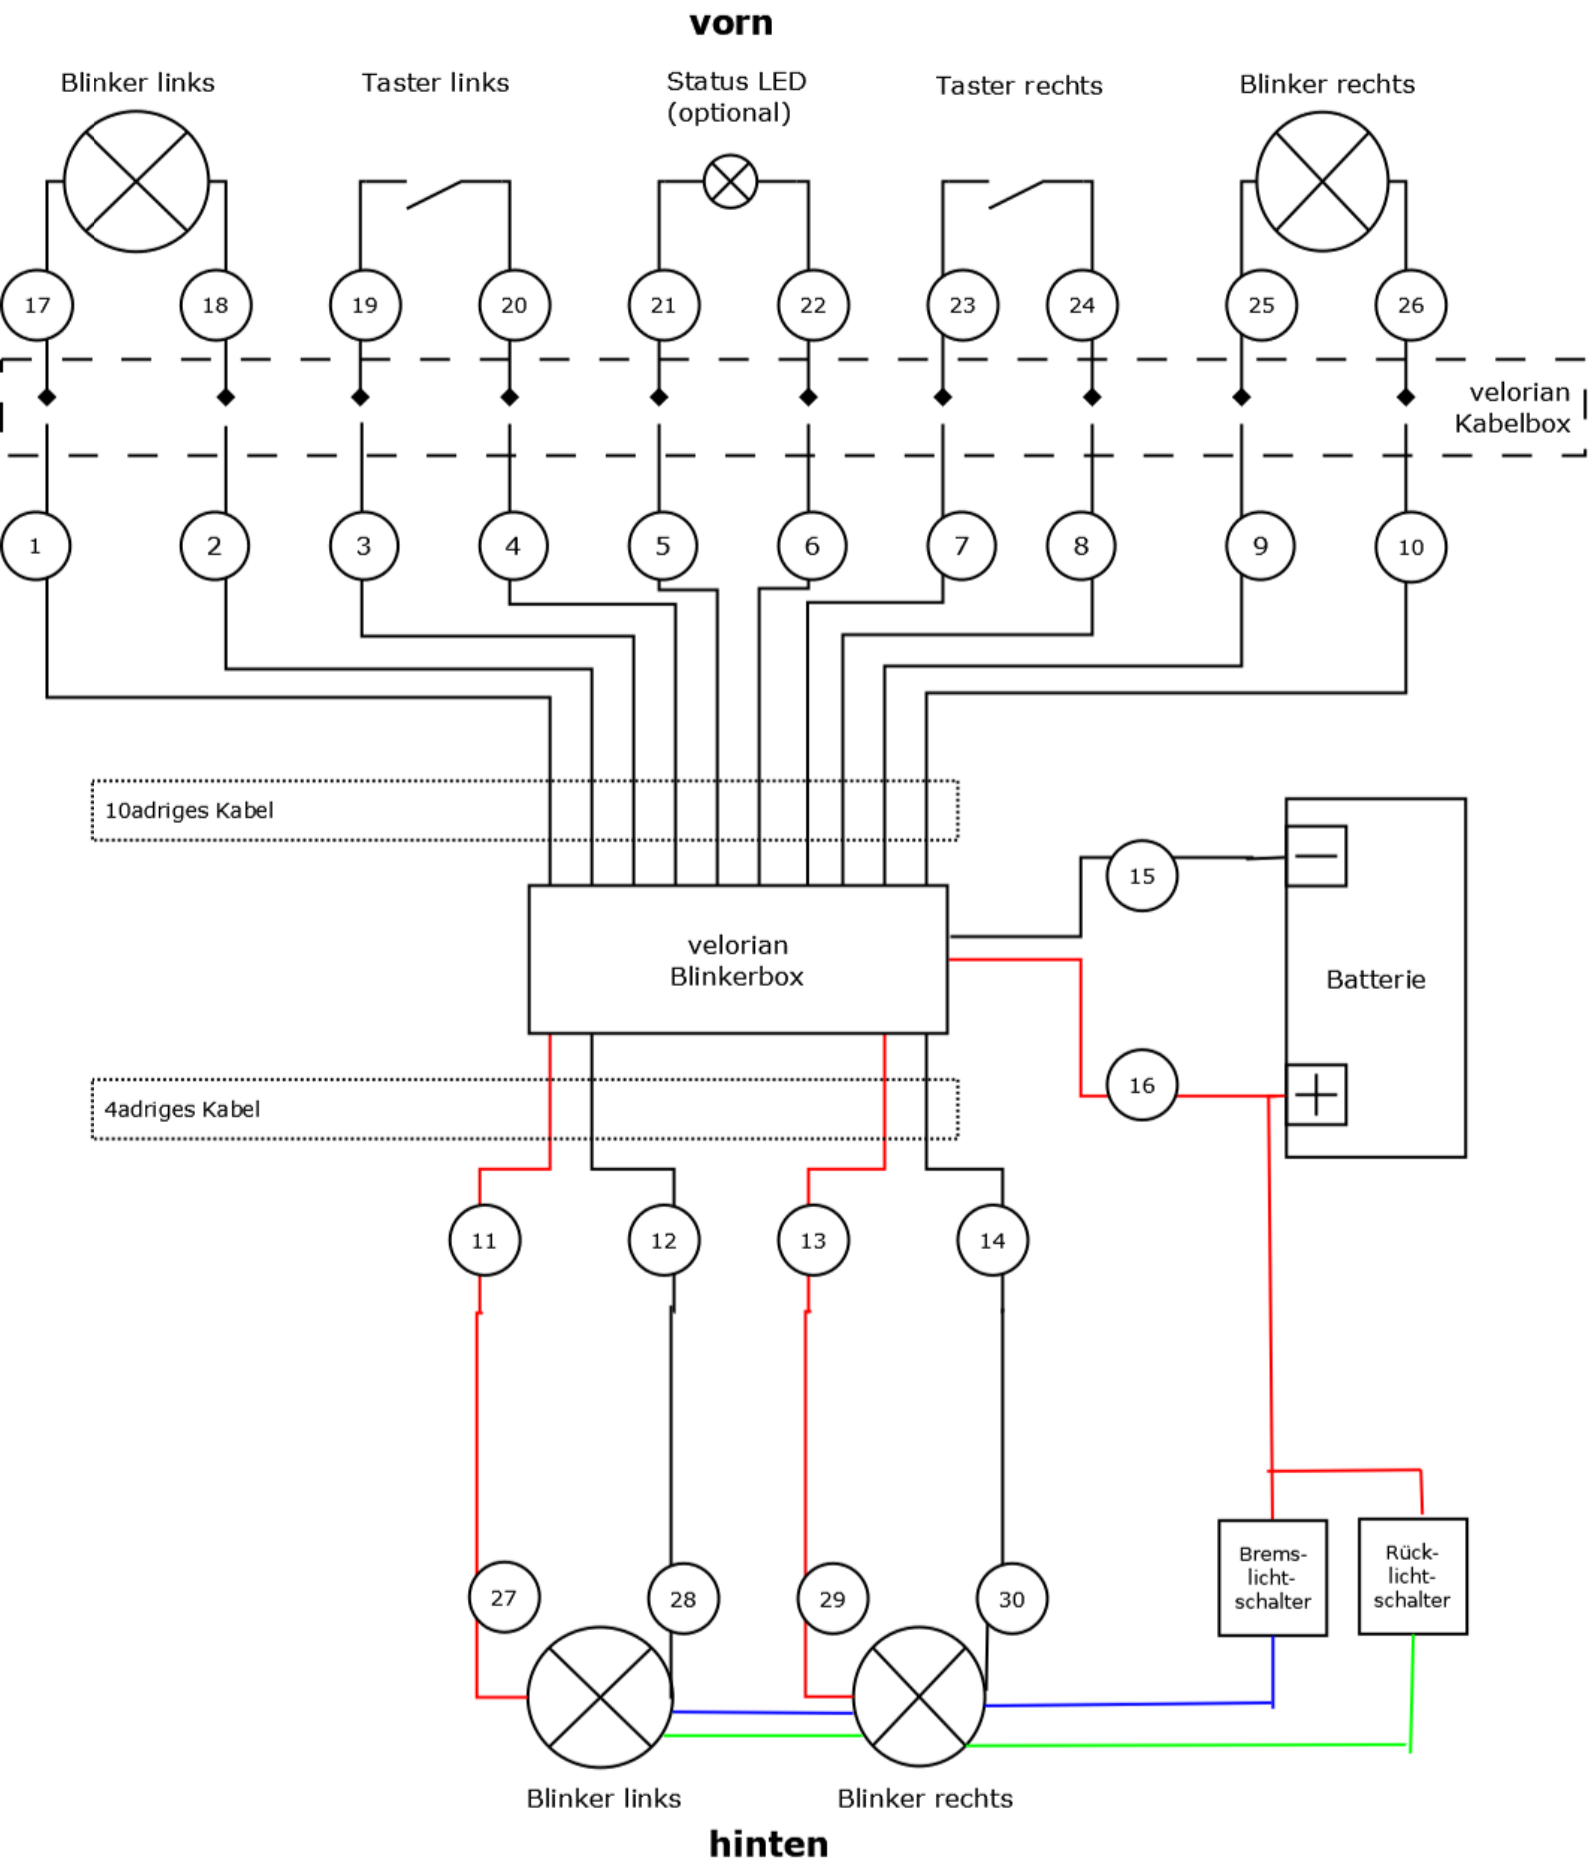 vorn
Blinker links
Taster links
Status LED
(optional)
Taster rechts
Blinker rechts
17
18
19
20
21
22
23
24
25
26
velorian
Kabelbox
1
2
3
4
5
6
7
8
9
10
10adriges Kabel
15
velorian
Blinkerbox
Batterie
16
4adriges Kabel
11
12
13
14
Brems-
licht-
schalter
Rück-
licht-
schalter
27
28
29
30
Blinker links
Blinker rechts
hinten